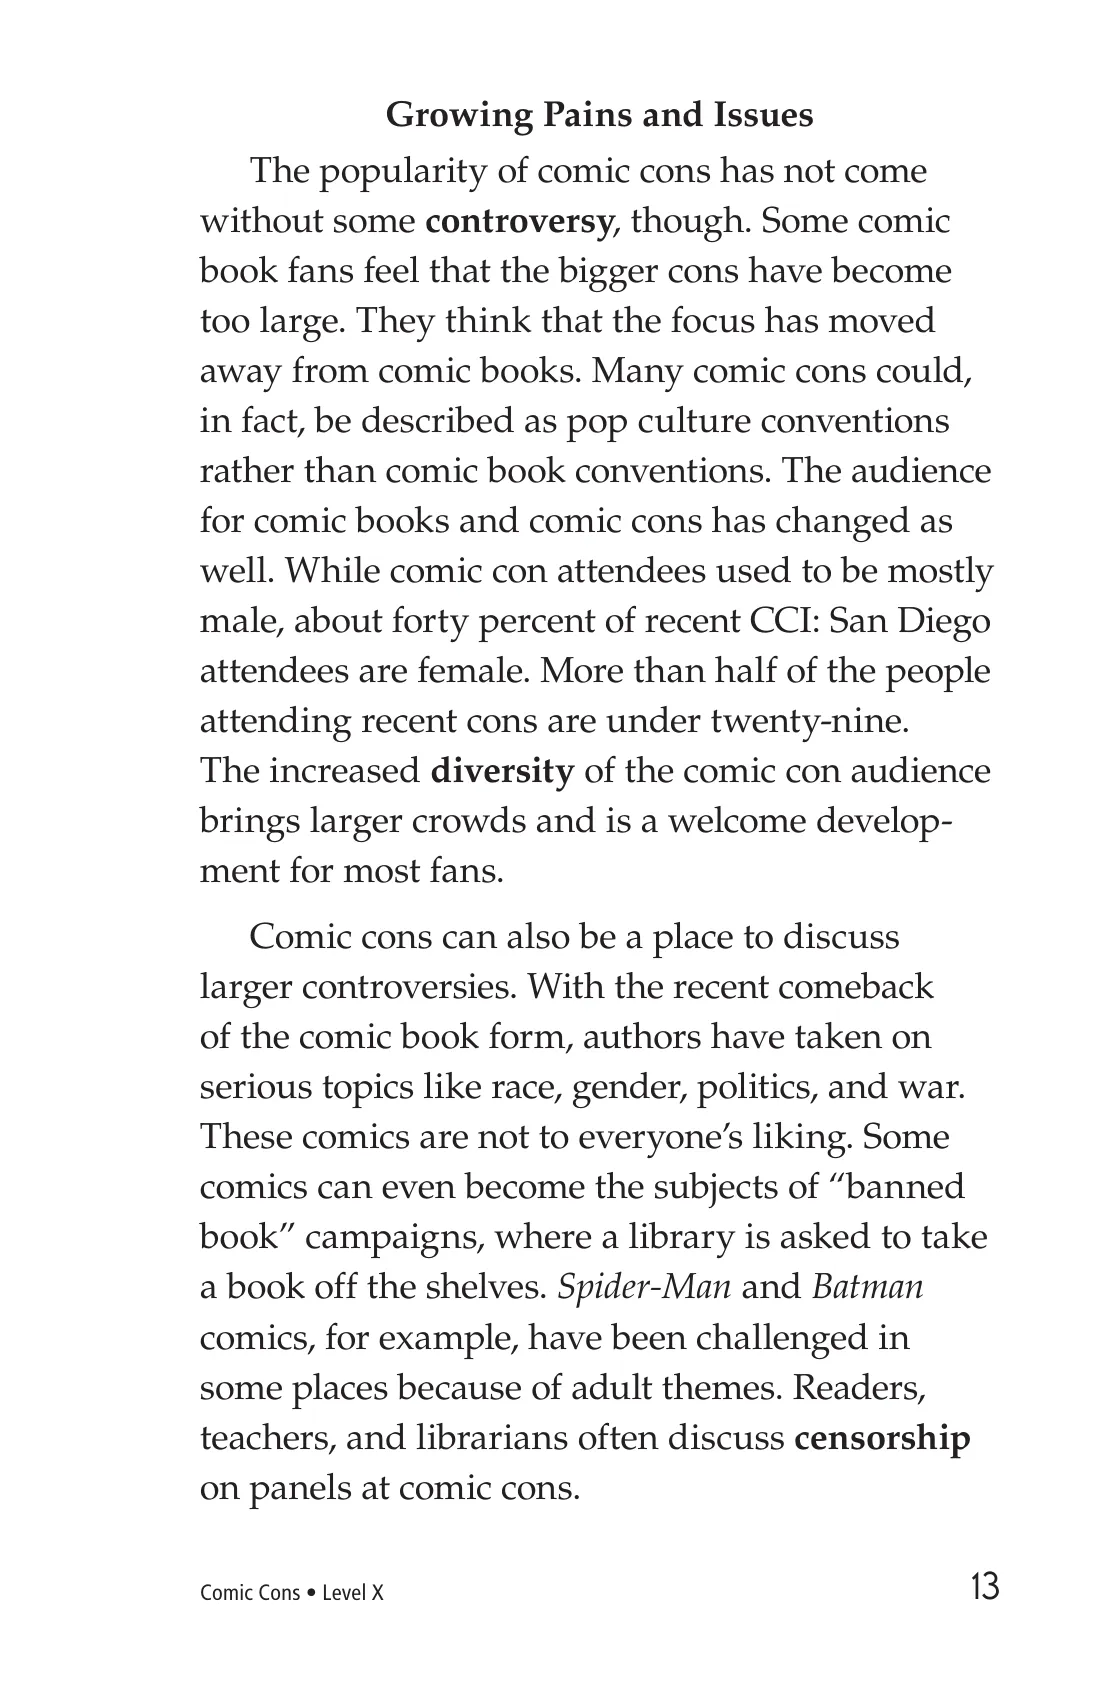 Growing Pains and Issues
The popularity of comic cons has not come
without some controversy, though. Some comic
book fans feel that the bigger cons have become
too large. They think that the focus has moved
away from comic books. Many comic cons could,
in fact, be described as pop culture conventions
rather than comic book conventions. The audience
for comic books and comic cons has changed as
well. While comic con attendees used to be mostly
male, about forty percent of recent CCI: San Diego
attendees are female. More than half of the people
attending recent cons are under twenty-nine.
The increased diversity of the comic con audience
brings larger crowds and is a welcome develop-
ment for most fans.
Comic cons can also be a place to discuss
larger controversies. With the recent comeback
of the comic book form, authors have taken on
serious topics like race, gender, politics, and war.
These comics are not to everyone’s liking. Some
comics can even become the subjects of “banned
book” campaigns, where a library is asked to take
a book off the shelves. Spider-Man and Batman
comics, for example, have been challenged in
some places because of adult themes. Readers,
teachers, and librarians often discuss censorship
on panels at comic cons.
Comic Cons • Level X 13